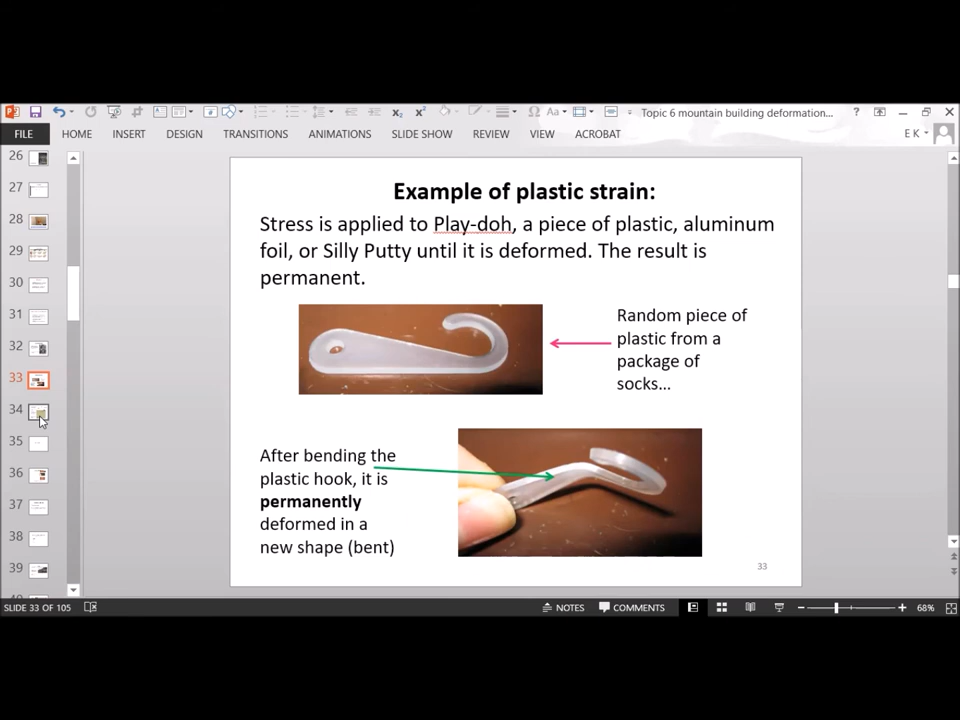 Topic 6 mountain building deformation...
FILE HOME INSERT DESIGN TRANSITIONS ANIMATIONS SLIDE SHOW REVIEW VIEW ACROBAT E K
26
27
28
29
30
31
32
33
34
35
36
37
38
39
Example of plastic strain:
Stress is applied to Play-doh, a piece of plastic, aluminum
foil, or Silly Putty until it is deformed. The result is
permanent.
Random piece of
plastic from a
package of
socks...
After bending the
plastic hook, it is
permanently
deformed in a
new shape (bent)
33
SLIDE 33 OF 105 NOTES COMMENTS 68%